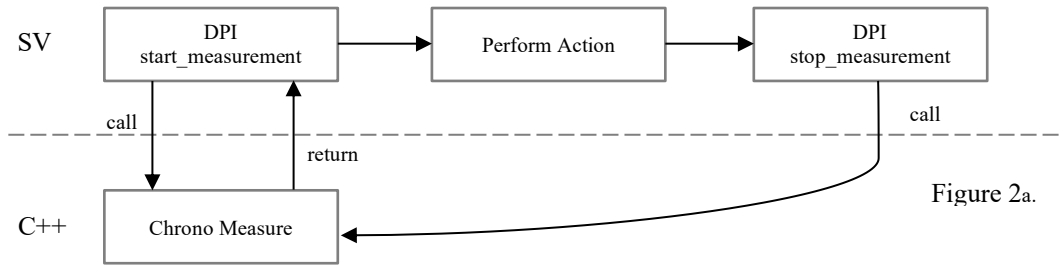 SV
DPI
start_measurement
Perform Action
DPI
stop_measurement
call
call
return
C++
Chrono Measure
Figure 2a.